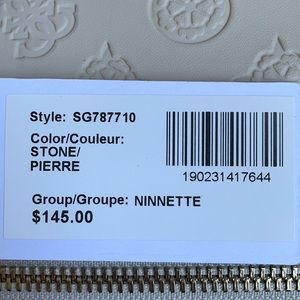 Style: SG787710
Color/Couleur:
STONE/
PIERRE
190231417644
Group/Groupe: NINNETTE
$145.00